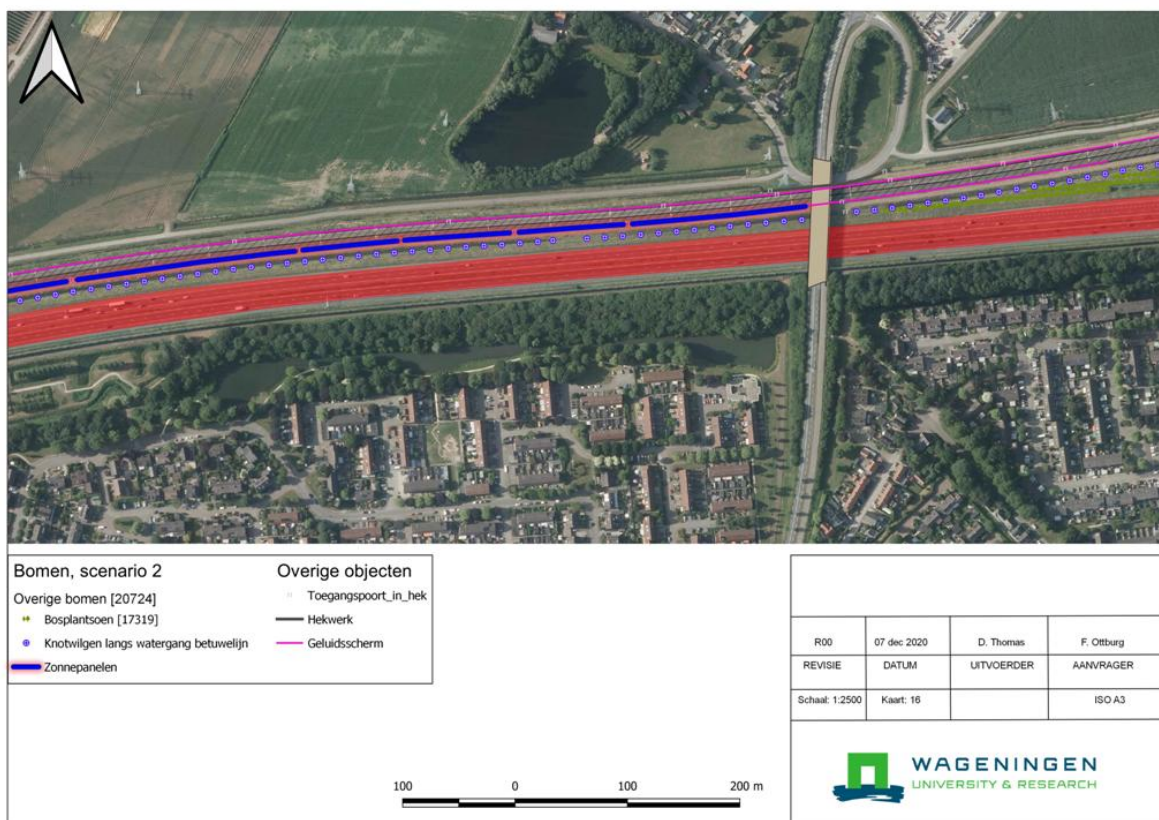 Bomen, scenario 2
Overige bomen [20724]
Bosplantsoen [17319]
Knotwilgen langs watergang betuwelijn
Zonnepanelen
Overige objecten
Toegangspoort_in_hek
Hekwerk
Geluidsscherm
100 0 100 200 m
R00 07 dec 2020 D. Thomas F. Ottburg
REVISIE DATUM UITVOERDER AANVRAGER
Schaal: 1:2500 Kaart: 16 ISO A3
WAGENINGEN
UNIVERSITY & RESEARCH